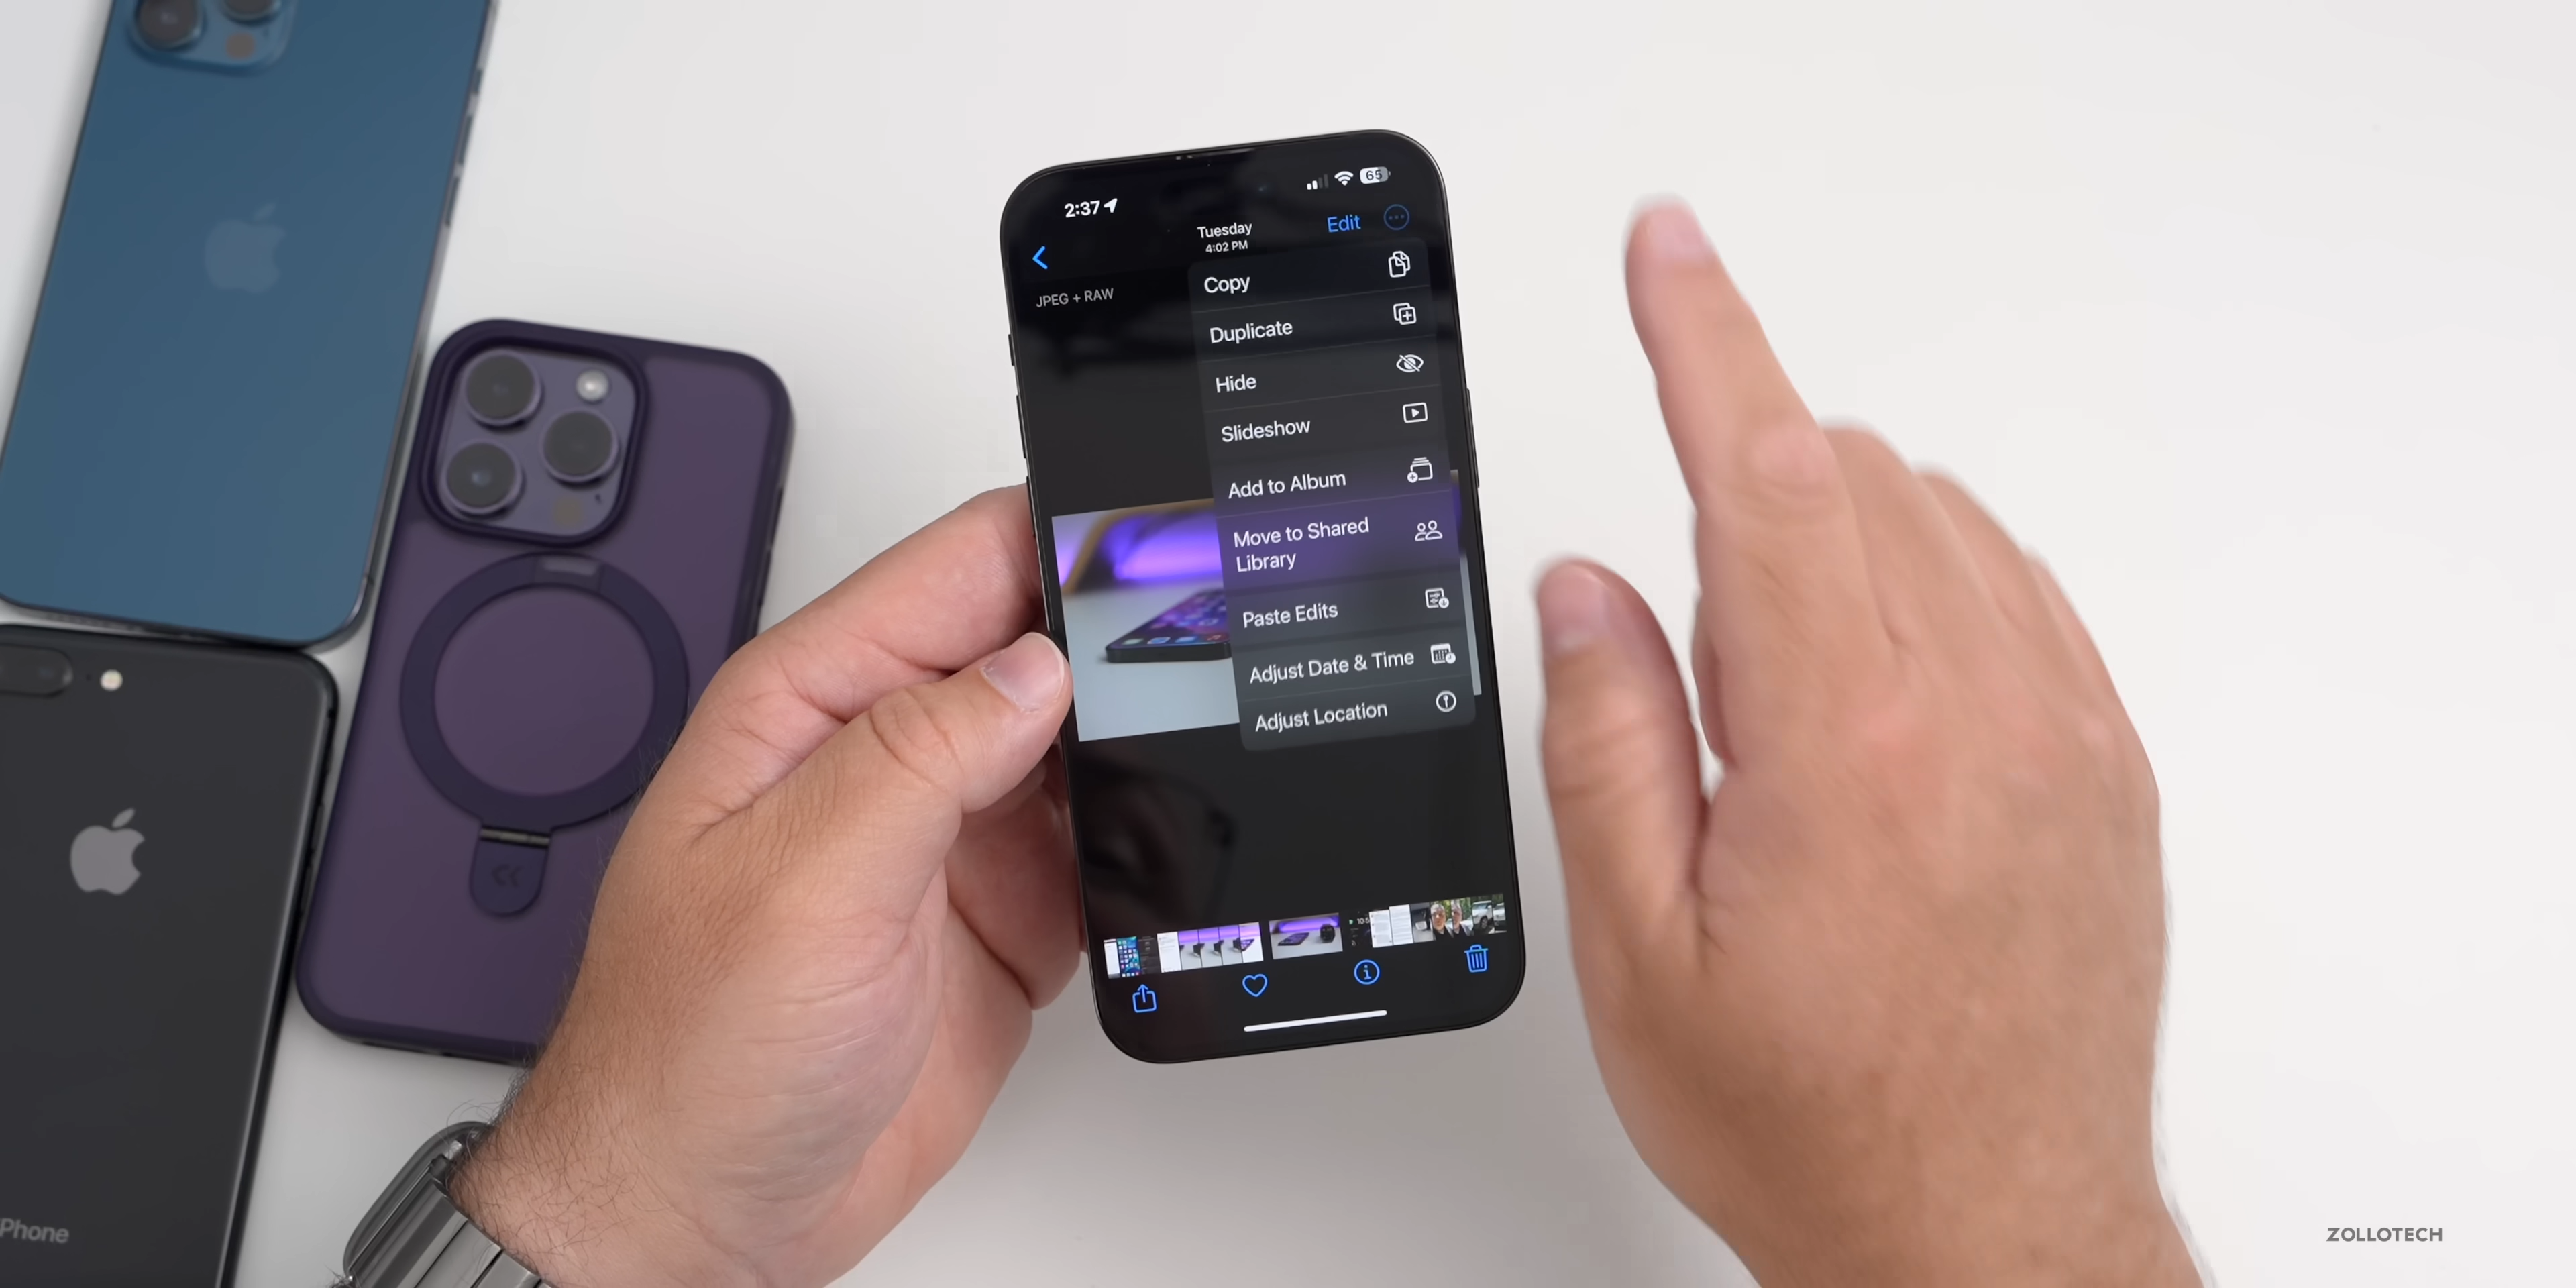 2:37
65
Tuesday
4:02 PM
Edit
JPEG + RAW
Copy
Duplicate
Hide
Slideshow
Add to Album
Move to Shared
Library
Paste Edits
Adjust Date & Time
Adjust Location
Phone
ZOLLOTECH